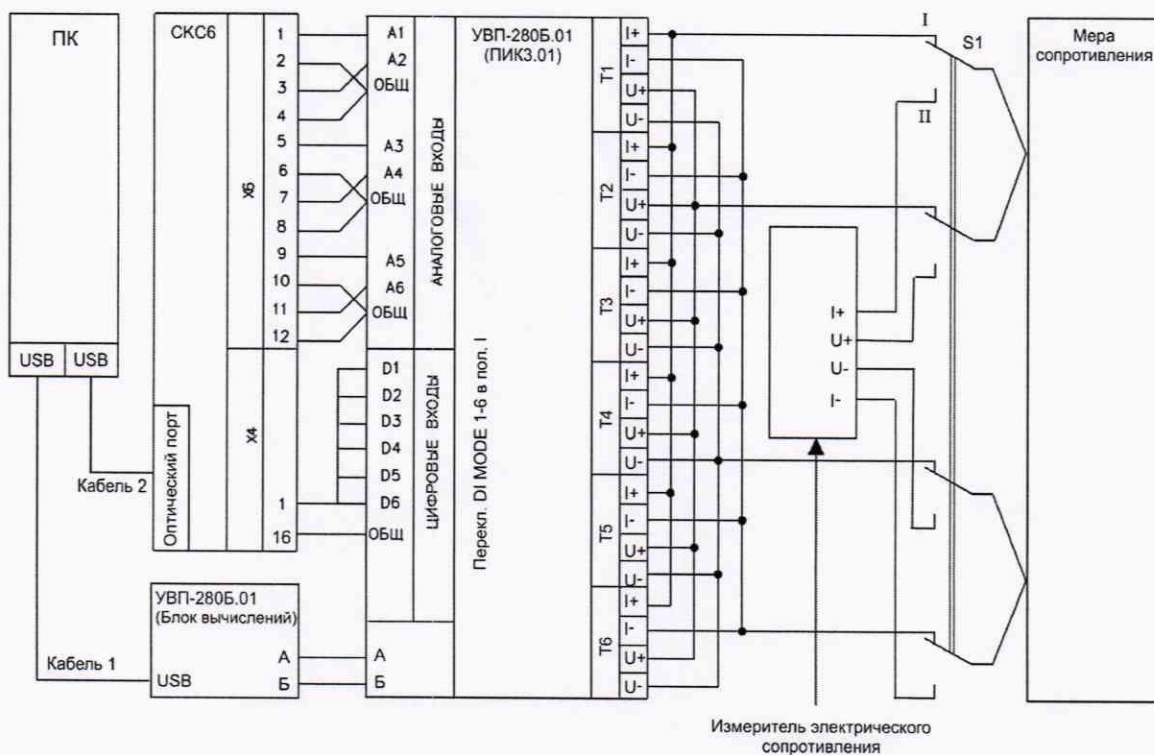 ПК
USB
USB
Кабель 2
Кабель 1
СКС6
Х6
1
2
3
4
5
6
7
8
9
10
11
12
Х4
1
16
Оптический порт
УВП-280Б.01
(Блок вычислений)
USB
А
Б
А1
А2
ОБЩ
А3
А4
ОБЩ
А5
А6
ОБЩ
АНАЛОГОВЫЕ ВХОДЫ
D1
D2
D3
D4
D5
D6
ОБЩ
ЦИФРОВЫЕ ВХОДЫ
А
Б
УВП-280Б.01
(ПИК3.01)
Перекл. DI MODE 1-6 в пол. I
Т1
I+
I-
U+
U-
Т2
I+
I-
U+
U-
Т3
I+
I-
U+
U-
Т4
I+
I-
U+
U-
Т5
I+
I-
U+
U-
Т6
I+
I-
U+
U-
I
II
S1
I+
U+
U-
I-
Измеритель электрического
сопротивления
Мера
сопротивления